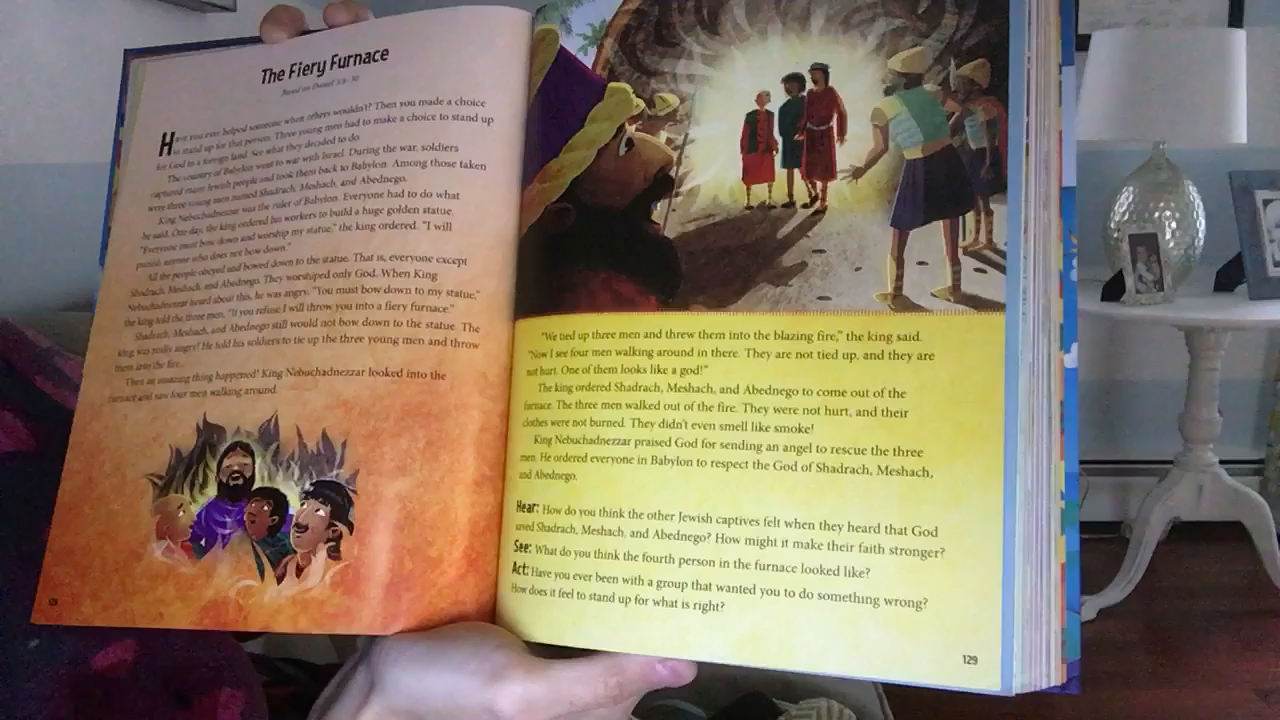 The Fiery Furnace
Based on Daniel 3:8–30
Have you ever helped someone when others wouldn't? Then you made a choice
to stand up for that person. Three young men had to make a choice to stand up
for God in a foreign land. See what they decided to do.
The country of Babylon went to war with Israel. During the war, soldiers
captured many Jewish people and took them back to Babylon. Among those taken
were three young men named Shadrach, Meshach, and Abednego.
King Nebuchadnezzar was the ruler of Babylon. Everyone had to do what
he said. One day, the king ordered his workers to build a huge golden statue.
"Everyone must bow down and worship my statue," the king ordered. "I will
punish anyone who does not bow down."
All the people obeyed and bowed down to the statue. That is, everyone except
Shadrach, Meshach, and Abednego. They worshiped only God. When King
Nebuchadnezzar heard about this, he was angry. "You must bow down to my statue,"
the king told the three men. "If you refuse, I will throw you into a fiery furnace."
Shadrach, Meshach, and Abednego still would not bow down to the statue. The
king was really angry! He told his soldiers to tie up the three young men and throw
them into the fire.
Then an amazing thing happened! King Nebuchadnezzar looked into the
furnace and saw four men walking around.
"We tied up three men and threw them into the blazing fire," the king said.
"Now I see four men walking around in there. They are not tied up, and they are
not hurt. One of them looks like a god!"
The king ordered Shadrach, Meshach, and Abednego to come out of the
furnace. The three men walked out of the fire. They were not hurt, and their
clothes were not burned. They didn't even smell like smoke!
King Nebuchadnezzar praised God for sending an angel to rescue the three
men. He ordered everyone in Babylon to respect the God of Shadrach, Meshach,
and Abednego.
Hear: How do you think the other Jewish captives felt when they heard that God
saved Shadrach, Meshach, and Abednego? How might it make their faith stronger?
See: What do you think the fourth person in the furnace looked like?
Act: Have you ever been with a group that wanted you to do something wrong?
How does it feel to stand up for what is right?
129